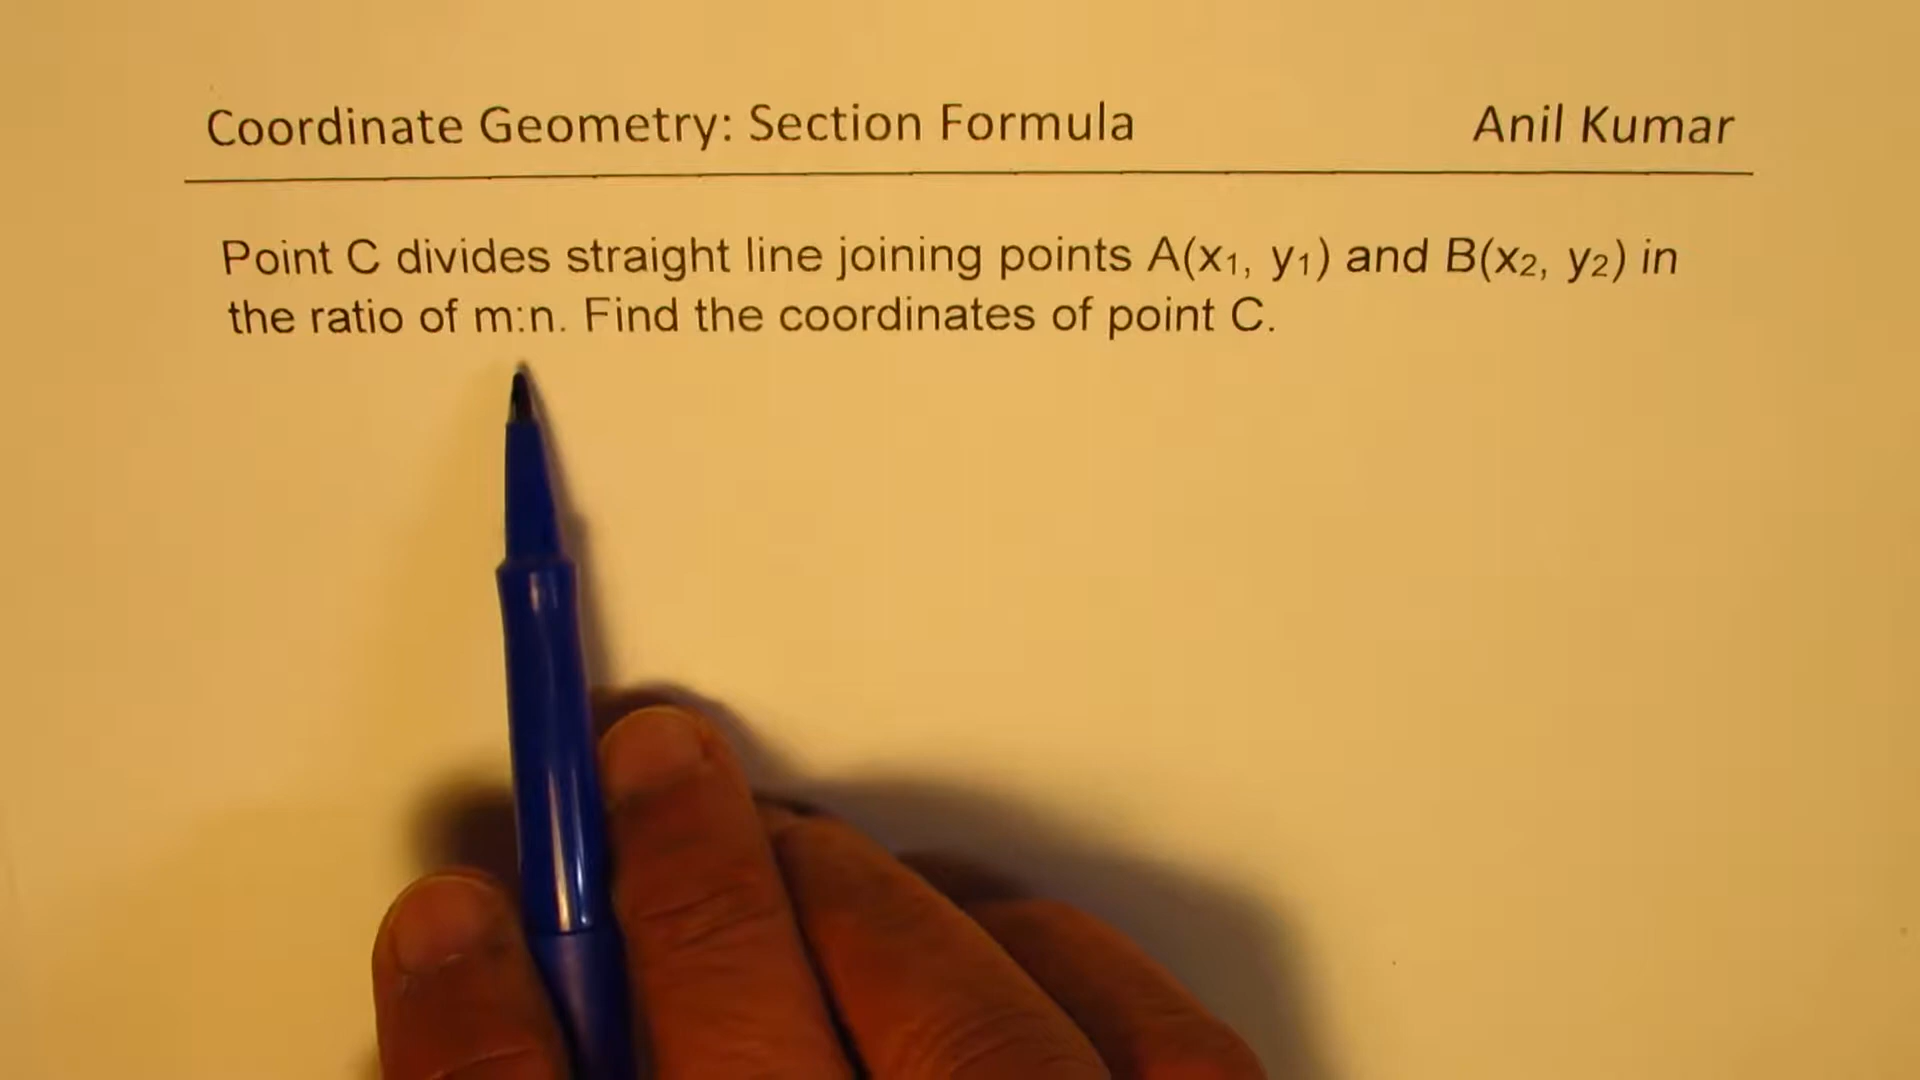 Coordinate Geometry: Section Formula Anil Kumar
Point C divides straight line joining points A(x₁, y₁) and B(x₂, y₂) in
the ratio of m:n. Find the coordinates of point C.